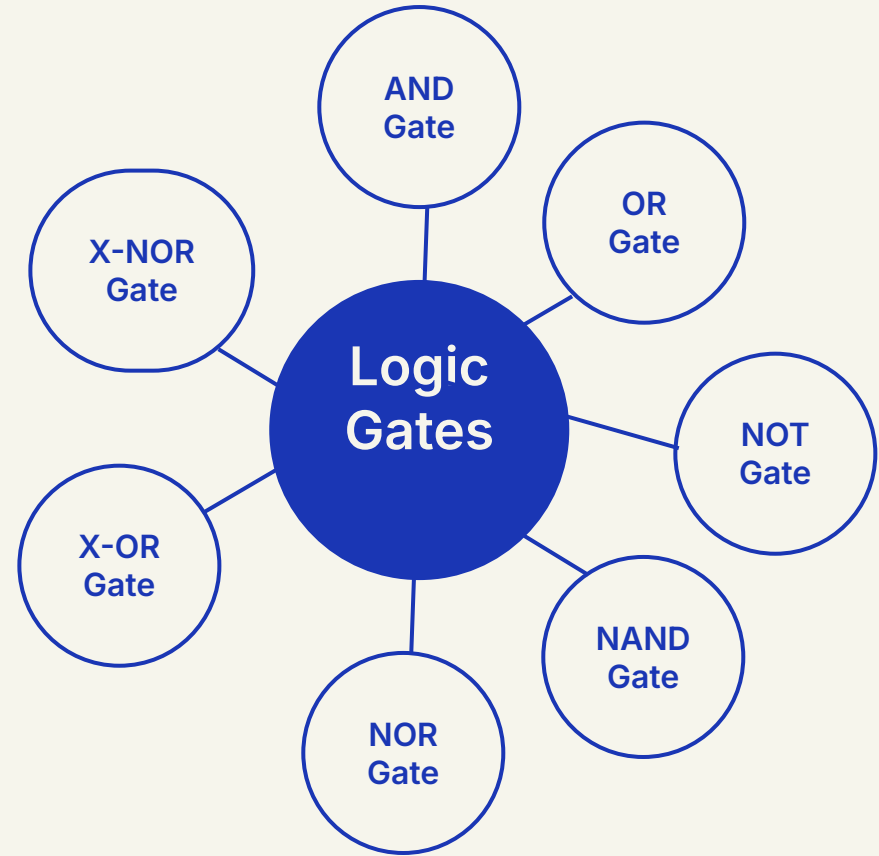 AND
Gate
OR
Gate
X-NOR
Gate
Logic
Gates
NOT
Gate
X-OR
Gate
NAND
Gate
NOR
Gate